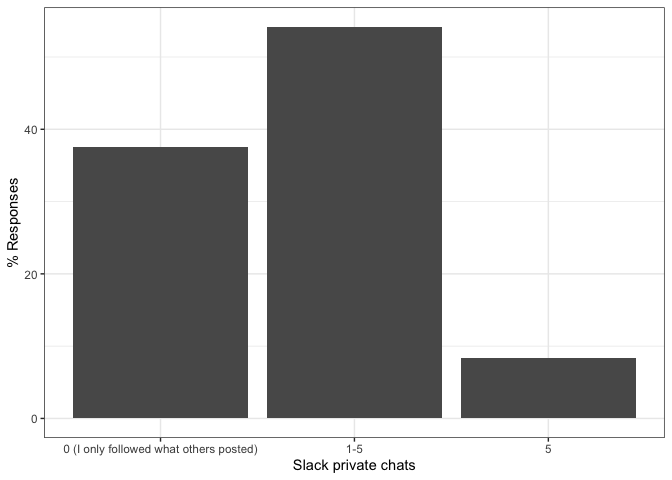 % Responses
40
20
0
0 (I only followed what others posted)
1-5
5
Slack private chats